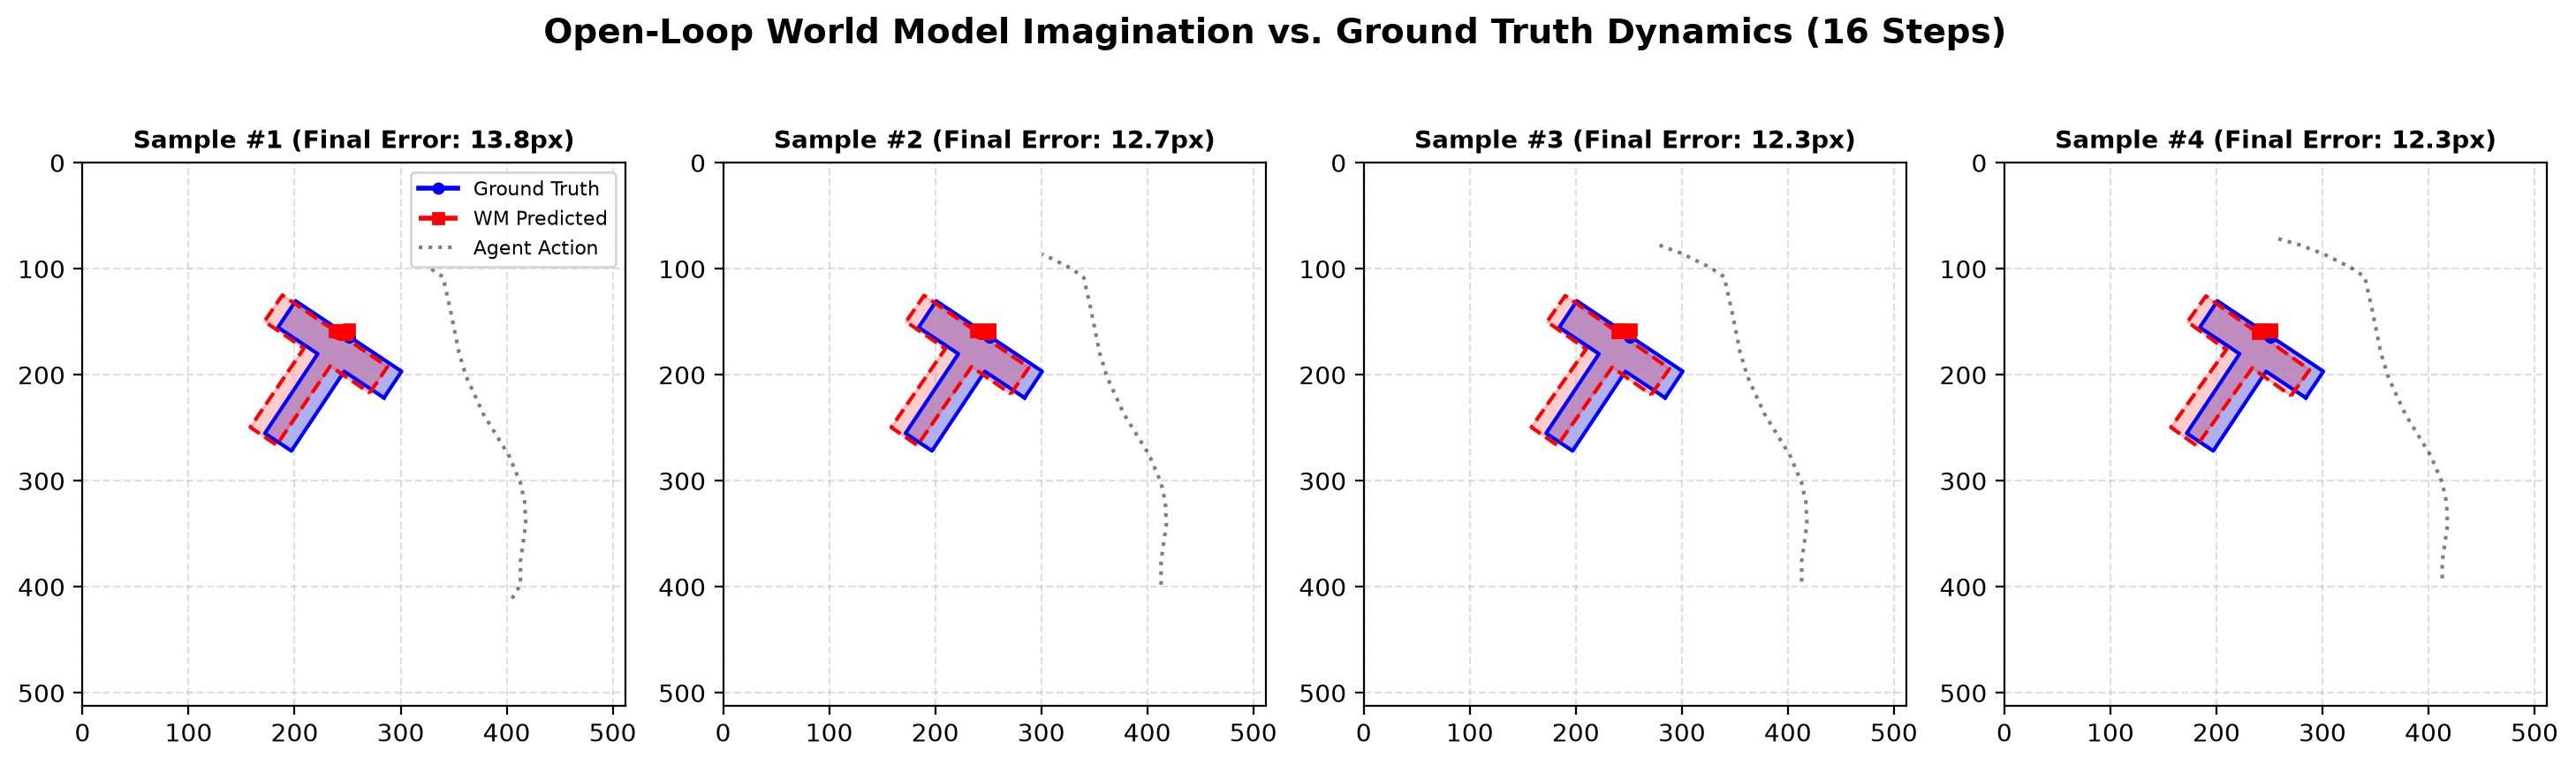 Open-Loop World Model Imagination vs. Ground Truth Dynamics (16 Steps)
Sample #1 (Final Error: 13.8px)
0
100
200
300
400
500
0 100 200 300 400 500
Ground Truth
WM Predicted
Agent Action
Sample #2 (Final Error: 12.7px)
0
100
200
300
400
500
0 100 200 300 400 500
Sample #3 (Final Error: 12.3px)
0
100
200
300
400
500
0 100 200 300 400 500
Sample #4 (Final Error: 12.3px)
0
100
200
300
400
500
0 100 200 300 400 500